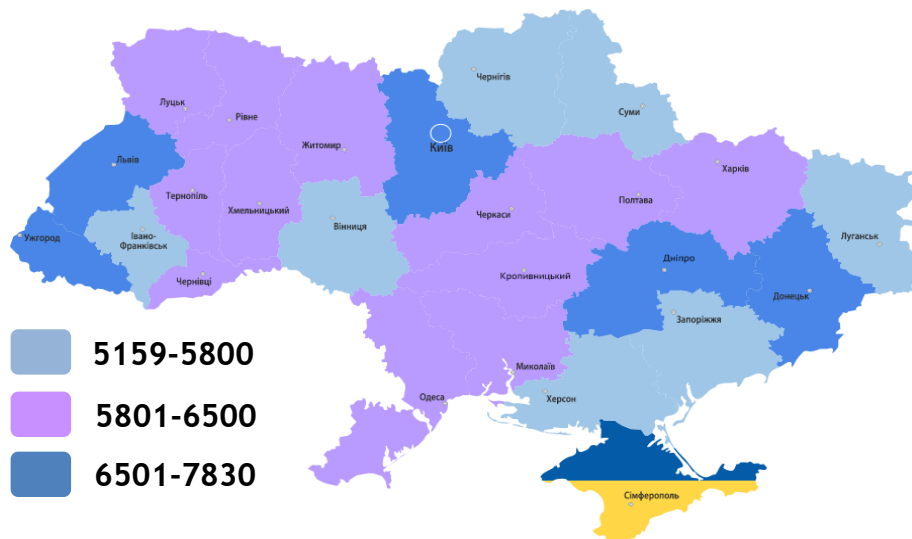 Чернігів
Суми
Луцьк
Рівне
Київ
Житомир
Харків
Львів
Тернопіль
Полтава
Хмельницький
Черкаси
Вінниця
Ужгород
Івано-
Франківськ
Луганськ
Дніпро
Чернівці
Кропивницький
Донецьк
Запоріжжя
5159-5800
Миколаїв
Одеса
Херсон
5801-6500
6501-7830
Сімферополь